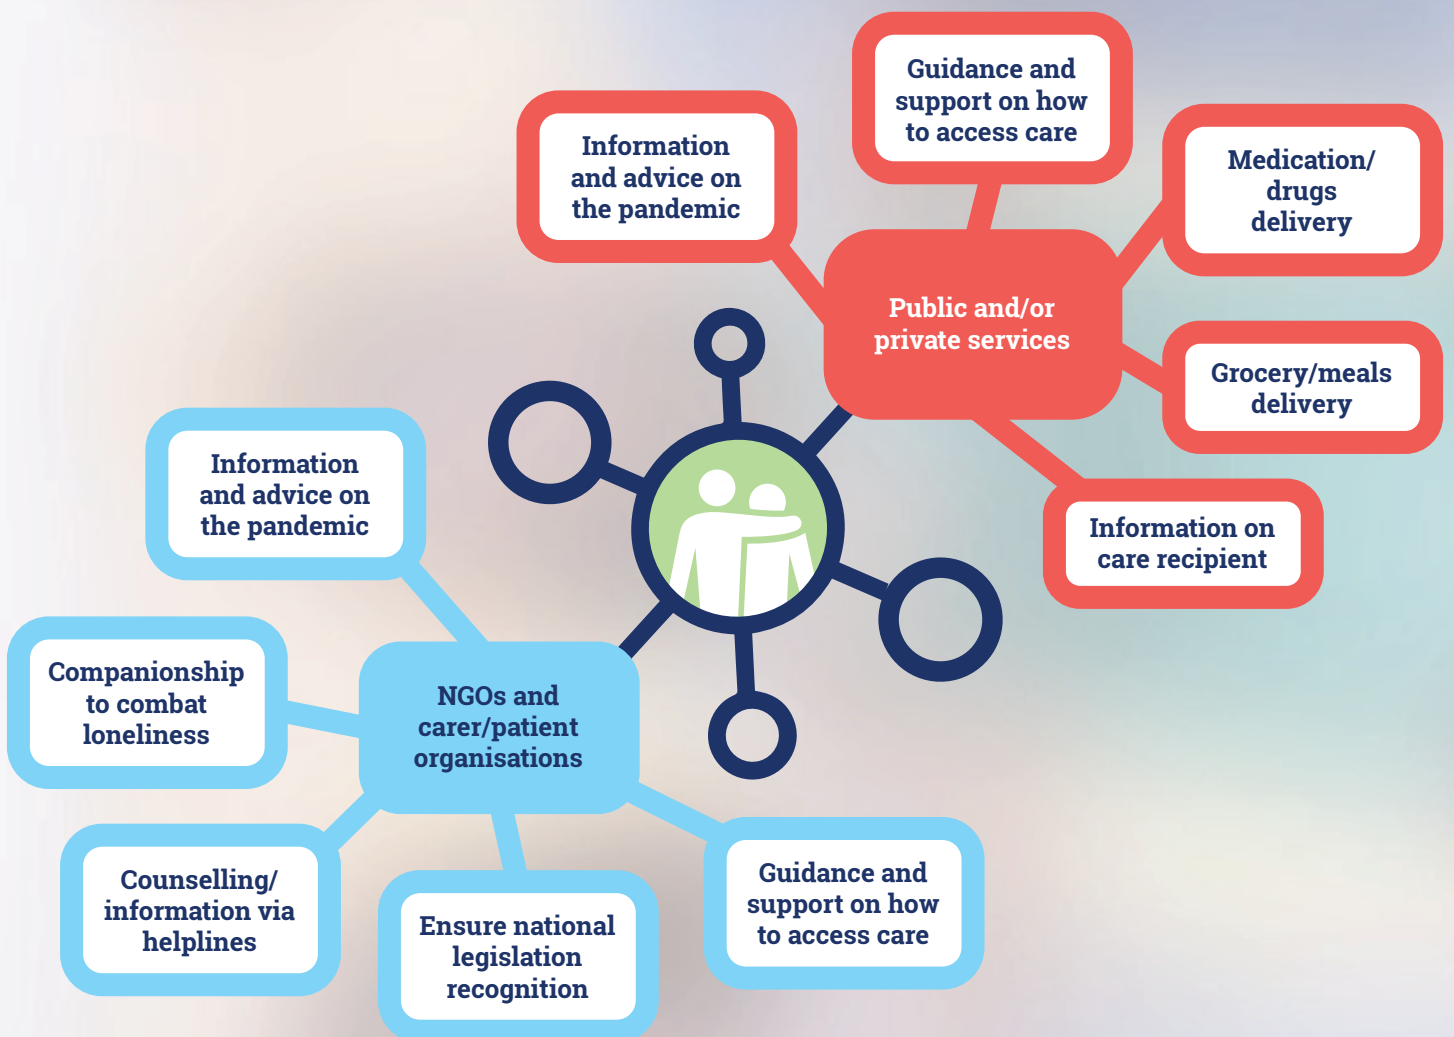 Guidance and
support on how
to access care
Information
and advice on
the pandemic
Medication/
drugs
delivery
Public and/or
private services
Grocery/meals
delivery
Information on
care recipient
Information
and advice on
the pandemic
Companionship
to combat
loneliness
NGOs and
carer/patient
organisations
Counselling/
information via
helplines
Ensure national
legislation
recognition
Guidance and
support on how
to access care